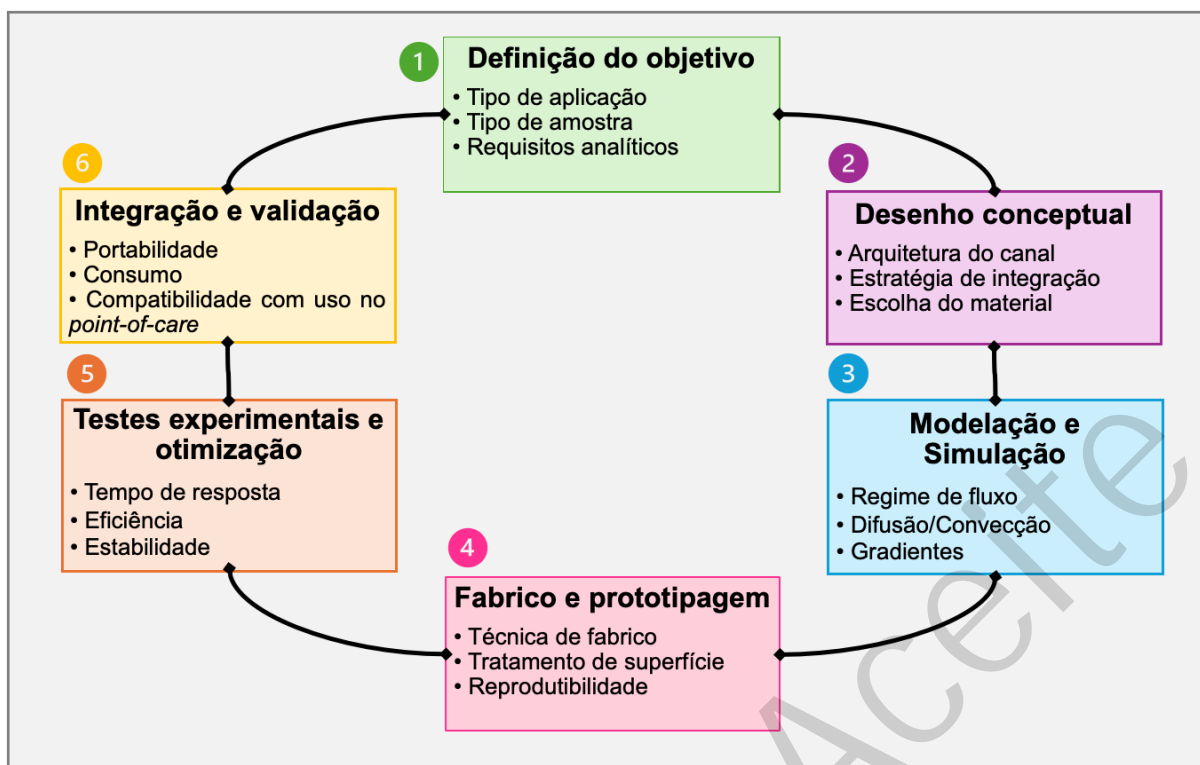 1
Definição do objetivo
• Tipo de aplicação
• Tipo de amostra
• Requisitos analíticos
2
Desenho conceptual
• Arquitetura do canal
• Estratégia de integração
• Escolha do material
3
Modelação e
Simulação
• Regime de fluxo
• Difusão/Convecção
• Gradientes
4
Fabrico e prototipagem
• Técnica de fabrico
• Tratamento de superfície
• Reprodutibilidade
5
Testes experimentais e
otimização
• Tempo de resposta
• Eficiência
• Estabilidade
6
Integração e validação
• Portabilidade
• Consumo
• Compatibilidade com uso no
point-of-care
Aceite